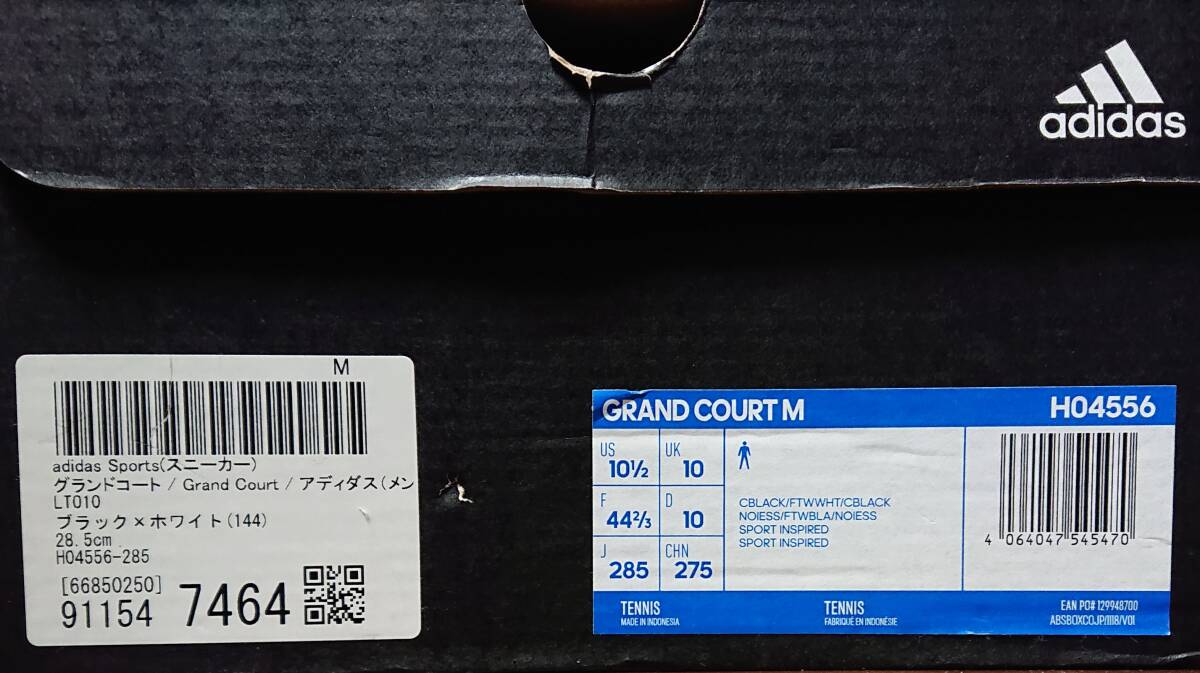 adidas
M
adidas Sports(スニーカー)
グランドコート / Grand Court / アディダス(メン
LT010
ブラック×ホワイト(144)
28.5cm
H04556-285
[66850250]
91154 7464
GRAND COURT M H04556
US 10½ UK 10
F 44⅔ D 10
J 285 CHN 275
CBLACK/FTWWHT/CBLACK
NOIESS/FTWBLA/NOIESS
SPORT INSPIRED
SPORT INSPIRED
4 064047 545470
TENNIS
MADE IN INDONESIA
TENNIS
FABRIQUÉ EN INDONÉSIE
EAN PO# 129948700
ABSBOXCOJP/1118/V01